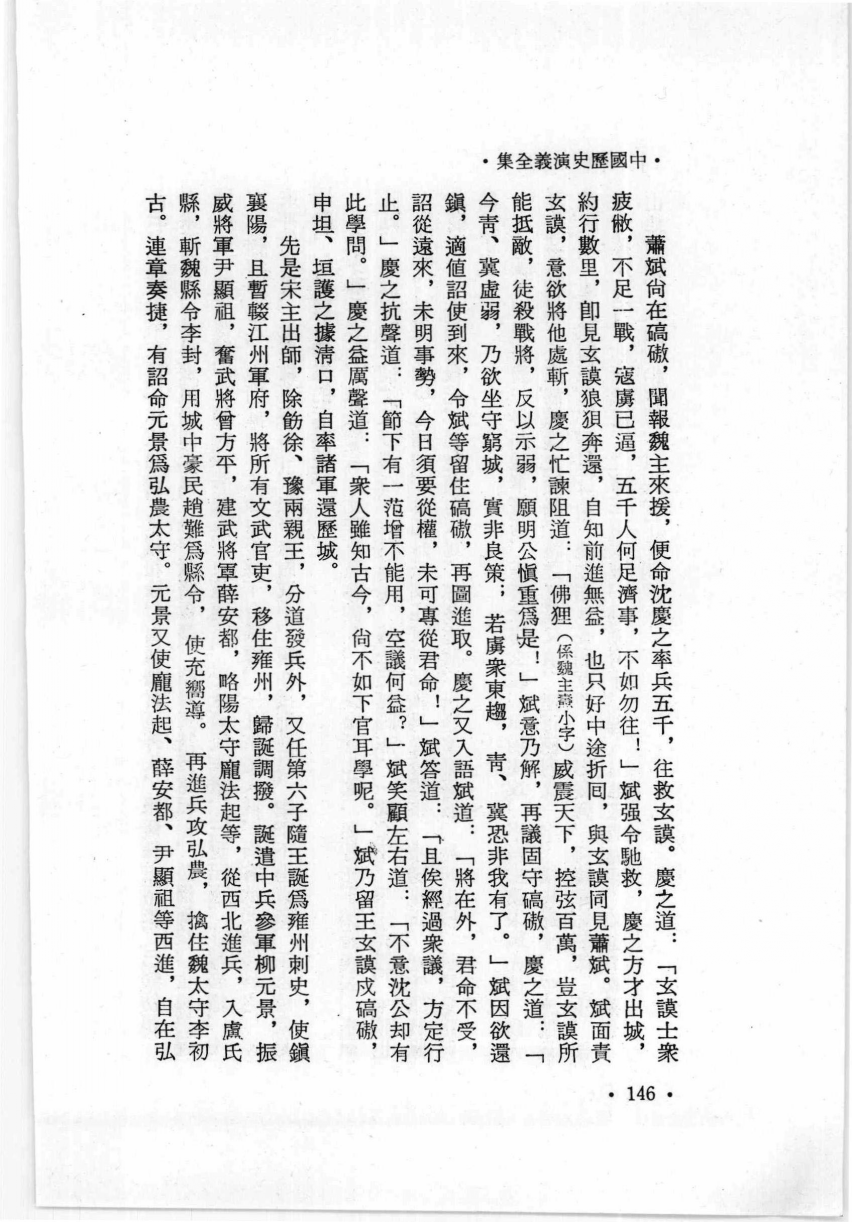 ·中國歷史演義全集·
蕭斌尙在碻磝，聞報魏主來援，便命沈慶之率兵五千，往救玄謨。慶之道：「玄謨士衆
疲敝，不足一戰，寇虜已逼，五千人何足濟事，不如勿往！」斌强令馳救，慶之方才出城，
約行數里，卽見玄謨狼狽奔還，自知前進無益，也只好中途折回，與玄謨同見蕭斌。斌面責
玄謨，意欲將他處斬，慶之忙諫阻道：「佛狸（係魏主燾小字）威震天下，控弦百萬，豈玄謨所
能抵敵，徒殺戰將，反以示弱，願明公愼重爲是！」斌意乃解，再議固守碻磝，慶之道：「
今靑、冀虛弱，乃欲坐守窮城，實非良策；若虜衆東趨，靑、冀恐非我有了。」斌因欲還
鎭，適値詔使到來，令斌等留住碻磝，再圖進取。慶之又入語斌道：「將在外，君命不受，
詔從遠來，未明事勢，今日須要從權，未可專從君命！」斌答道：「且俟經過衆議，方定行
止。」慶之抗聲道：「節下有一范增不能用，空議何益？」斌笑顧左右道：「不意沈公却有
此學問。」慶之益厲聲道：「衆人雖知古今，尙不如下官耳學呢。」斌乃留王玄謨戍碻磝，
申坦、垣護之據淸口，自率諸軍還歷城。
先是宋主出師，除飭徐、豫兩親王，分道發兵外，又任第六子隨王誕爲雍州刺史，使鎭
襄陽，且暫輟江州軍府，將所有文武官吏，移住雍州，歸誕調撥。誕遣中兵參軍柳元景，振
威將軍尹顯祖，奮武將曾方平，建武將軍薛安都，略陽太守龐法起等，從西北進兵，入盧氏
縣，斬魏縣令李封，用城中豪民趙難爲縣令，使充嚮導。再進兵攻弘農，擒住魏太守李初
古。連章奏捷，有詔命元景爲弘農太守。元景又使龐法起、薛安都、尹顯祖等西進，自在弘
·146·